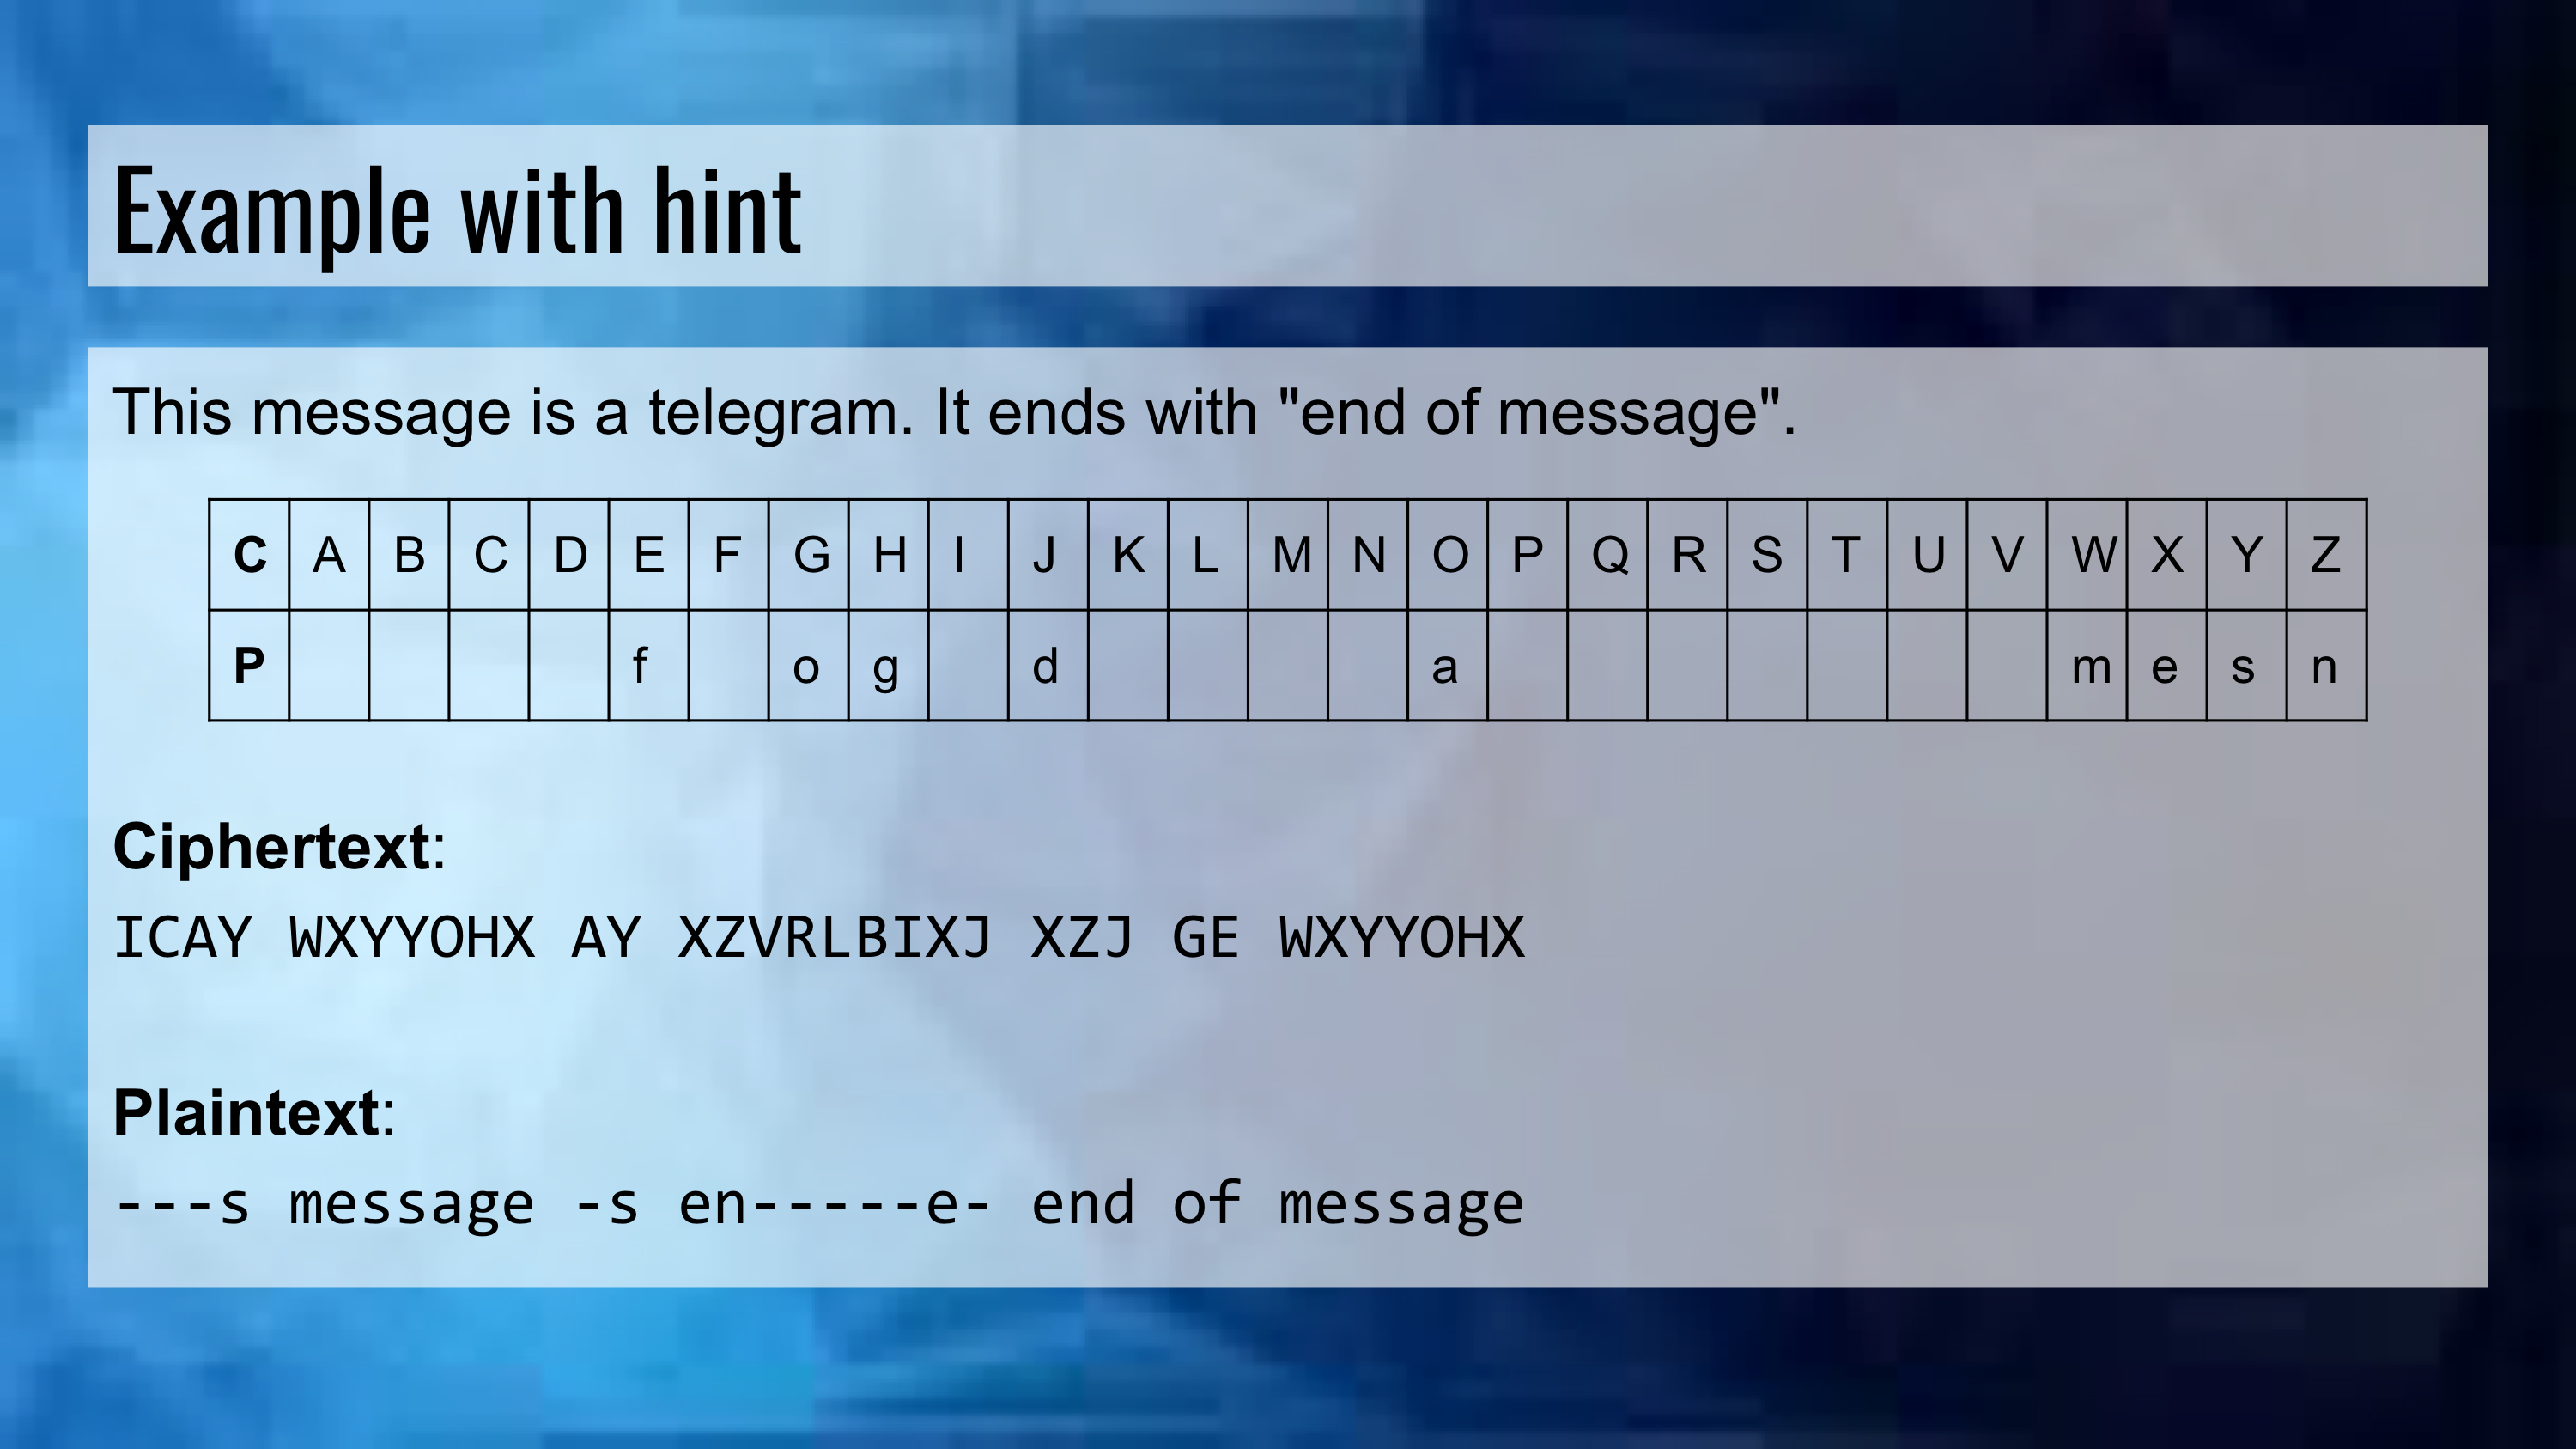 Example with hint
This message is a telegram. It ends with "end of message".
C A B C D E F G H I J K L M N O P Q R S T U V W X Y Z
P f o g d a m e s n
Ciphertext:
ICAY WXYYOHX AY XZVRLBIXJ XZJ GE WXYYOHX
Plaintext:
---s message -s en-----e- end of message